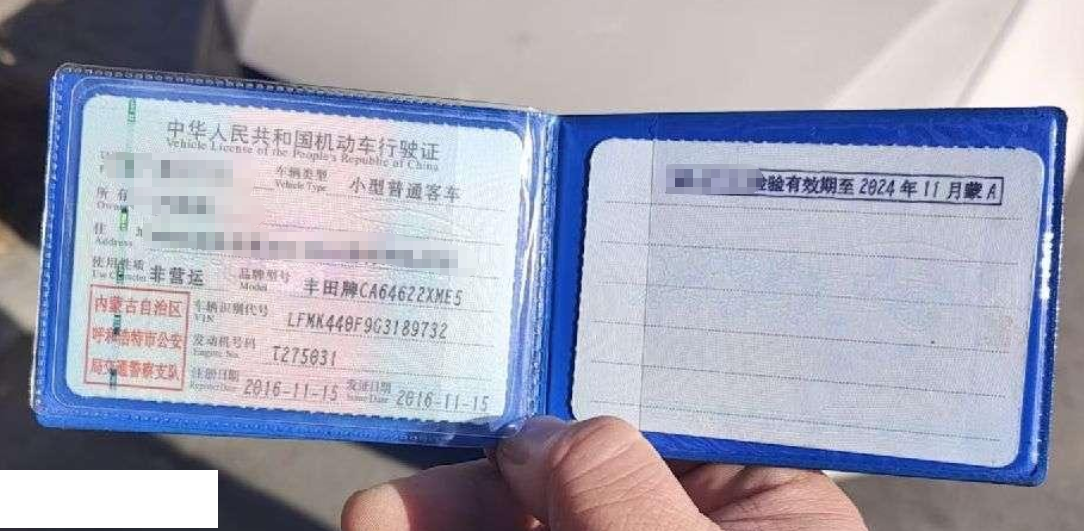 中华人民共和国机动车行驶证
Vehicle License of the People's Republic of China
车辆类型 小型普通客车
Vehicle Type
所有
Owner
住
Address
使用性质 非营运 品牌型号 丰田牌CA64622XME5
Use Character Model
车辆识别代号 LFMK440F9G3189732
VIN
发动机号码 T275031
Engine No.
注册日期 2016-11-15 发证日期 2016-11-15
Register Date Issue Date
内蒙古自治区
呼和浩特市公安
局交通警察支队
检验有效期至2024年11月蒙A